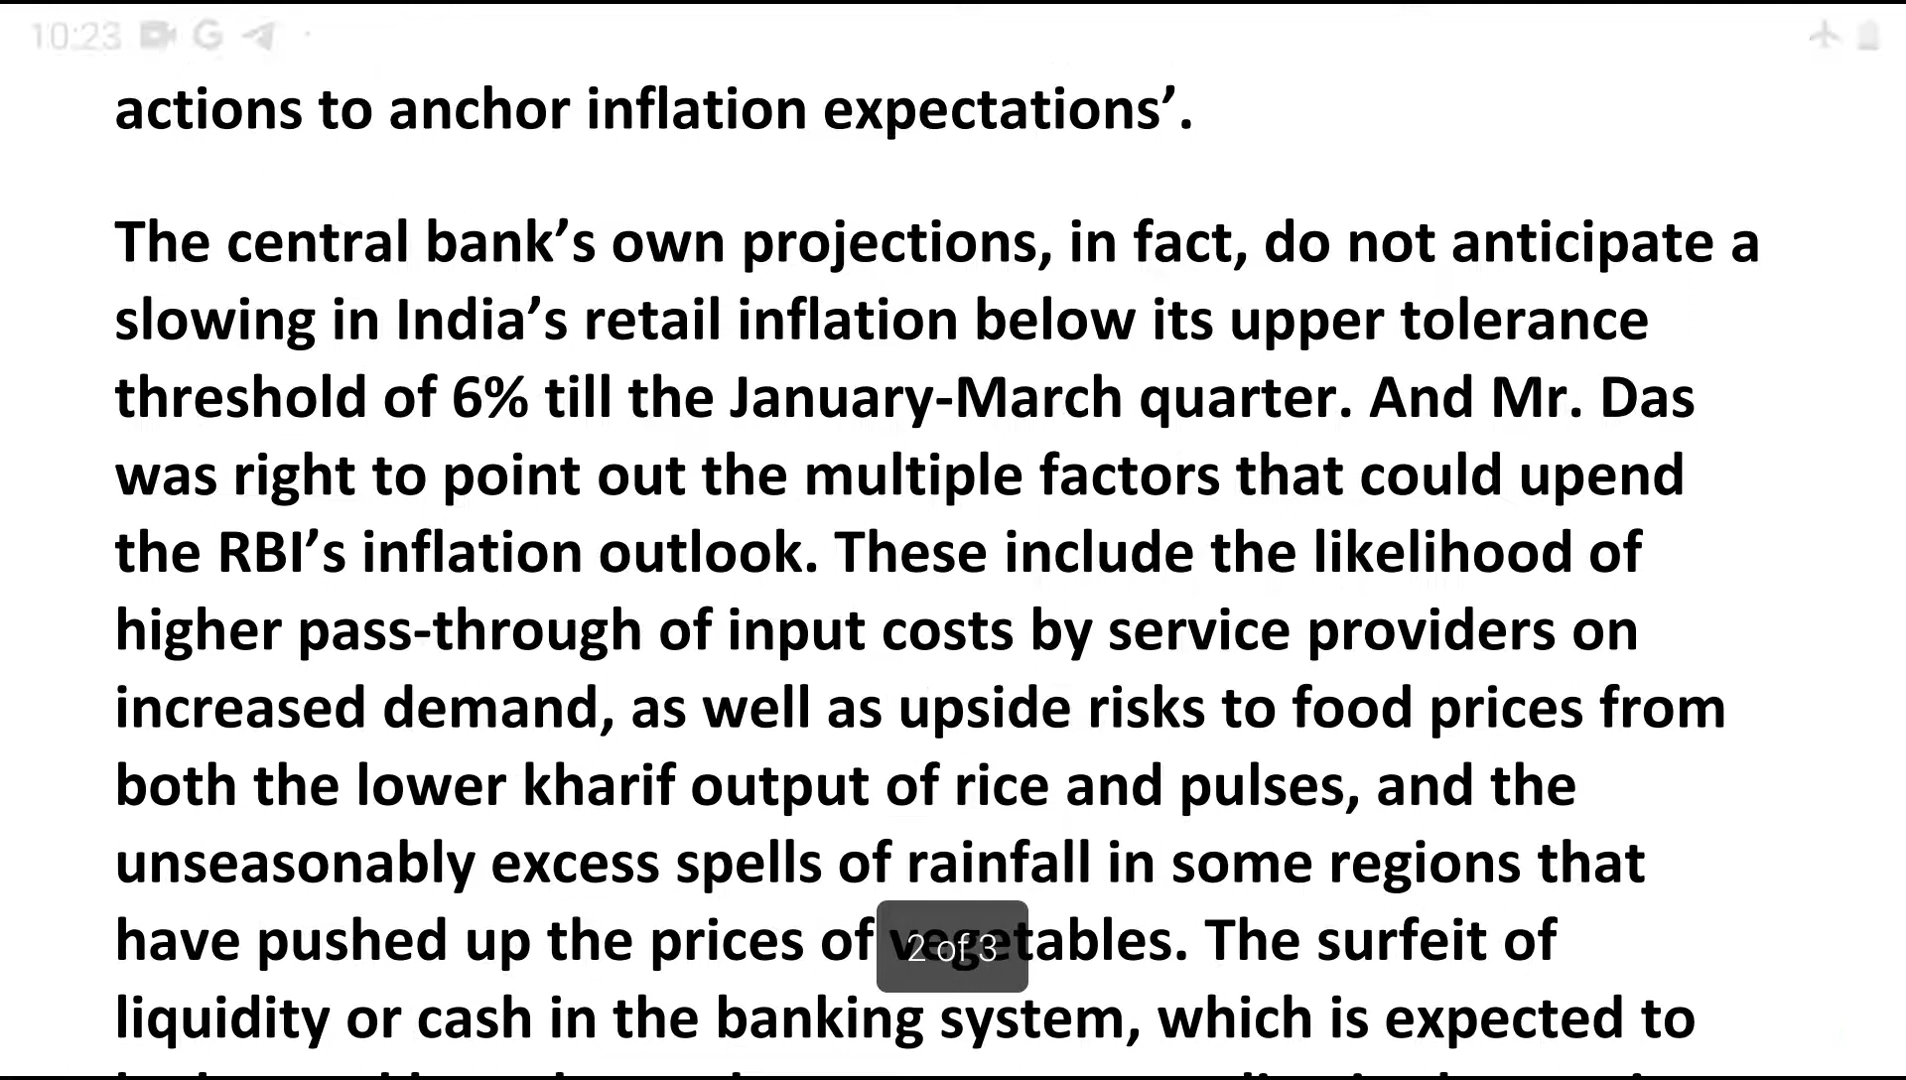 10:23
actions to anchor inflation expectations’.
The central bank’s own projections, in fact, do not anticipate a
slowing in India’s retail inflation below its upper tolerance
threshold of 6% till the January-March quarter. And Mr. Das
was right to point out the multiple factors that could upend
the RBI’s inflation outlook. These include the likelihood of
higher pass-through of input costs by service providers on
increased demand, as well as upside risks to food prices from
both the lower kharif output of rice and pulses, and the
unseasonably excess spells of rainfall in some regions that
have pushed up the prices of vegetables. The surfeit of
2 of 3
liquidity or cash in the banking system, which is expected to